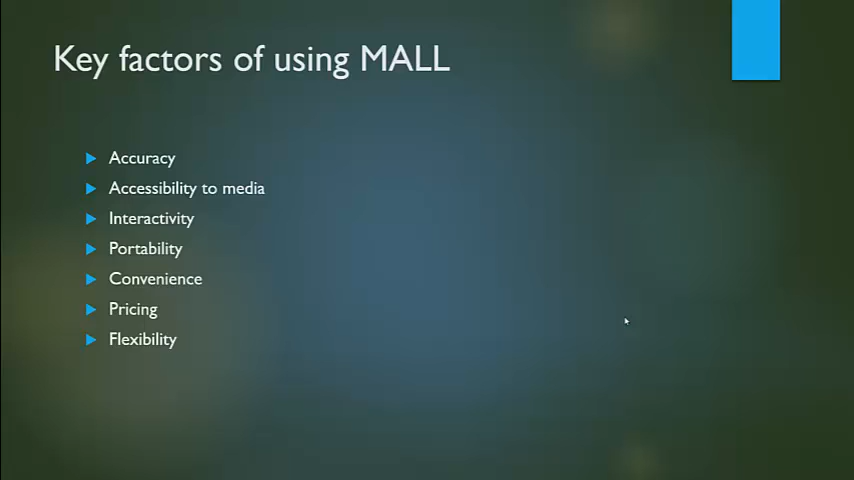 Key factors of using MALL
Accuracy
Accessibility to media
Interactivity
Portability
Convenience
Pricing
Flexibility